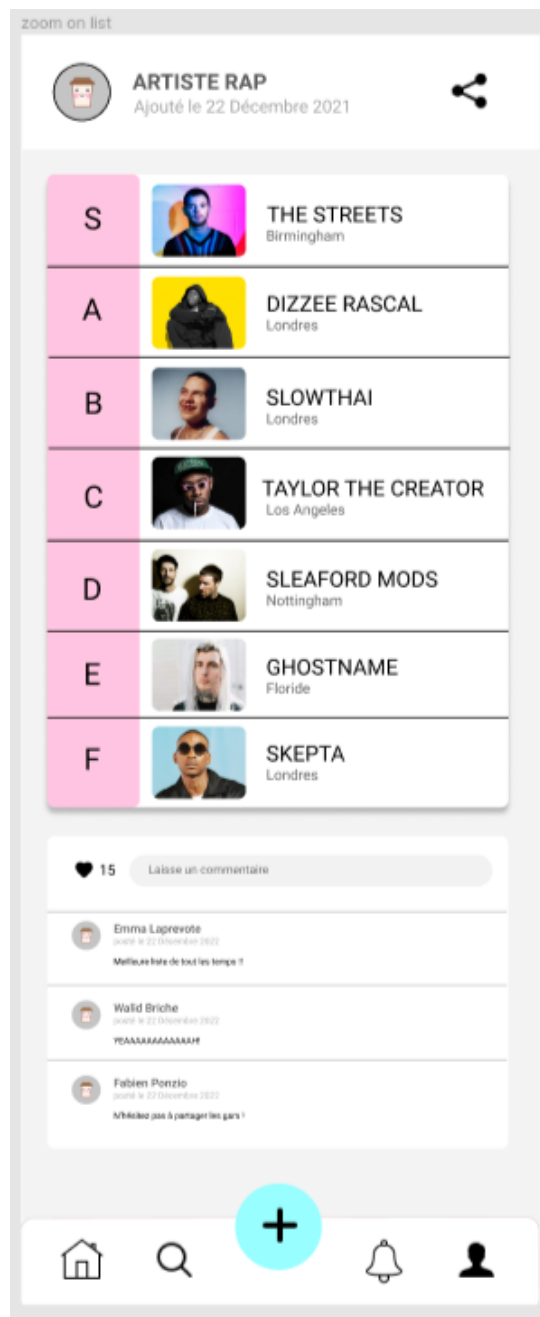 zoom on list
ARTISTE RAP
Ajouté le 22 Décembre 2021
S
THE STREETS
Birmingham
A
DIZZEE RASCAL
Londres
B
SLOWTHAI
Londres
C
TAYLOR THE CREATOR
Los Angeles
D
SLEAFORD MODS
Nottingham
E
GHOSTNAME
Floride
F
SKEPTA
Londres
15
Laisse un commentaire
Emma Laprevote
posté le 22 Décembre 2022
Meilleure liste de tout les temps !!
Walid Briche
posté le 22 Décembre 2022
Fabien Ponzio
posté le 22 Décembre 2022
N'hésitez pas à partager les gars !